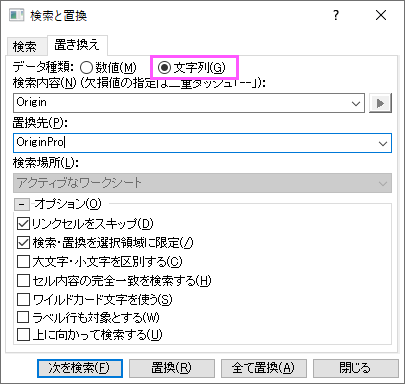 検索と置換
検索 置き換え
データ種類: 数値(M) 文字列(G)
検索内容(N) (欠損値の指定は二重ダッシュ「--」):
Origin
置換先(P):
OriginPro
検索場所(L):
アクティブなワークシート
オプション(O)
リンクセルをスキップ(D)
検索・置換を選択領域に限定(/)
大文字・小文字を区別する(C)
セル内容の完全一致を検索する(H)
ワイルドカード文字を使う(S)
ラベル行も対象とする(W)
上に向かって検索する(U)
次を検索(F) 置換(R) 全て置換(A) 閉じる